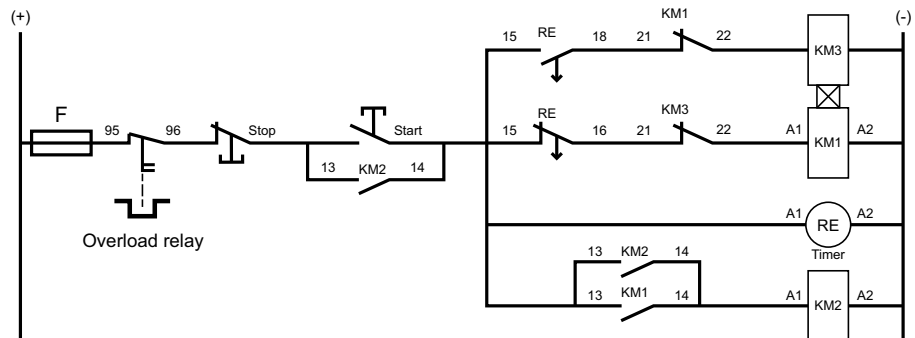 (+) (-)
KM1
15 RE 18 21 22 KM3
F
95 96 Stop Start 15 RE 16 21 KM3 22 A1 KM1 A2
13 KM2 14
Overload relay
A1 RE A2
Timer
13 KM2 14
13 KM1 14 A1 KM2 A2